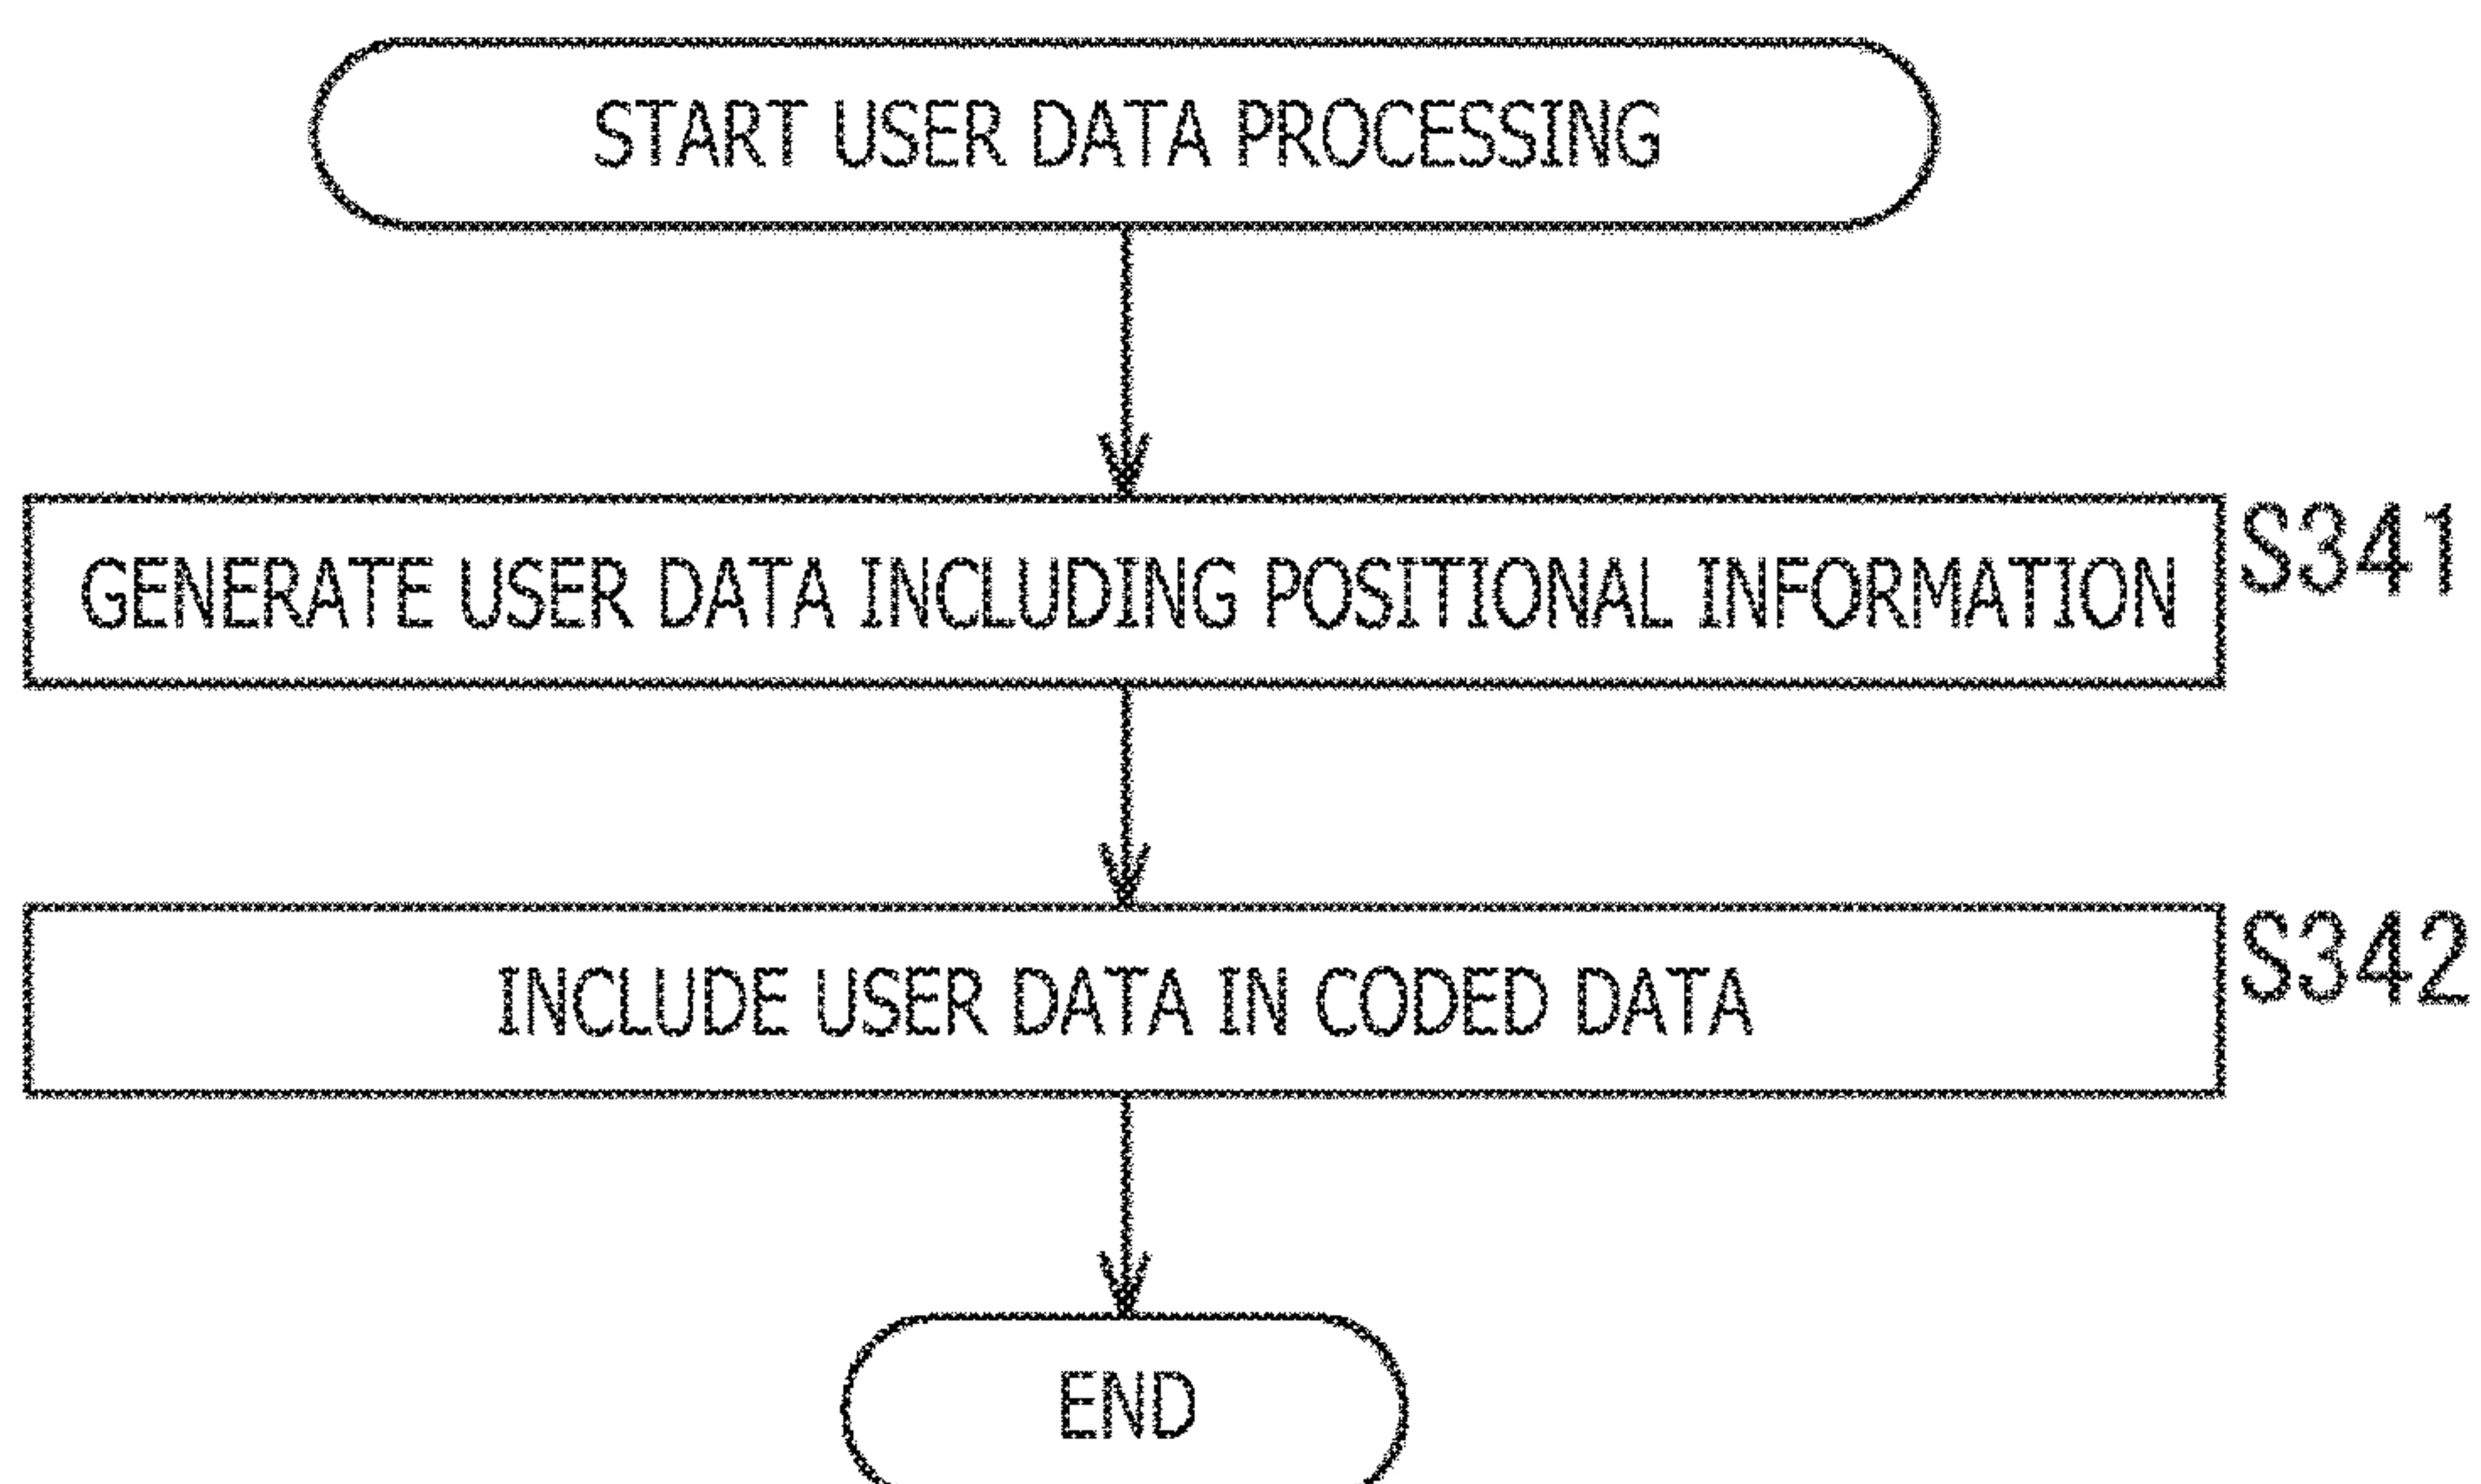 START USER DATA PROCESSING
GENERATE USER DATA INCLUDING POSITIONAL INFORMATION
S341
INCLUDE USER DATA IN CODED DATA
S342
END